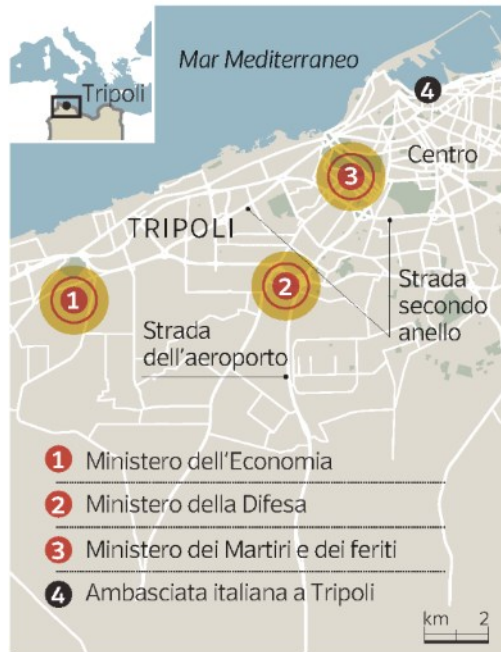 Tripoli
Mar Mediterraneo
4
Centro
3
TRIPOLI
1
2
Strada
secondo
anello
Strada
dell'aeroporto
1 Ministero dell'Economia
2 Ministero della Difesa
3 Ministero dei Martiri e dei feriti
4 Ambasciata italiana a Tripoli
km 2